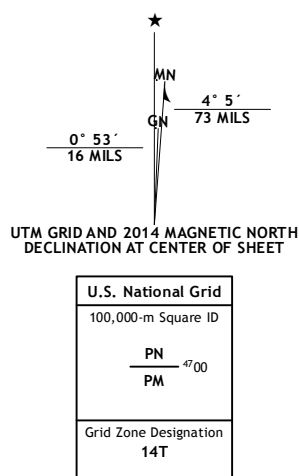 ★
MN
4° 5´
73 MILS
GN
0° 53´
16 MILS
UTM GRID AND 2014 MAGNETIC NORTH
DECLINATION AT CENTER OF SHEET
U.S. National Grid
100,000-m Square ID
PN
⁴⁷00
PM
Grid Zone Designation
14T